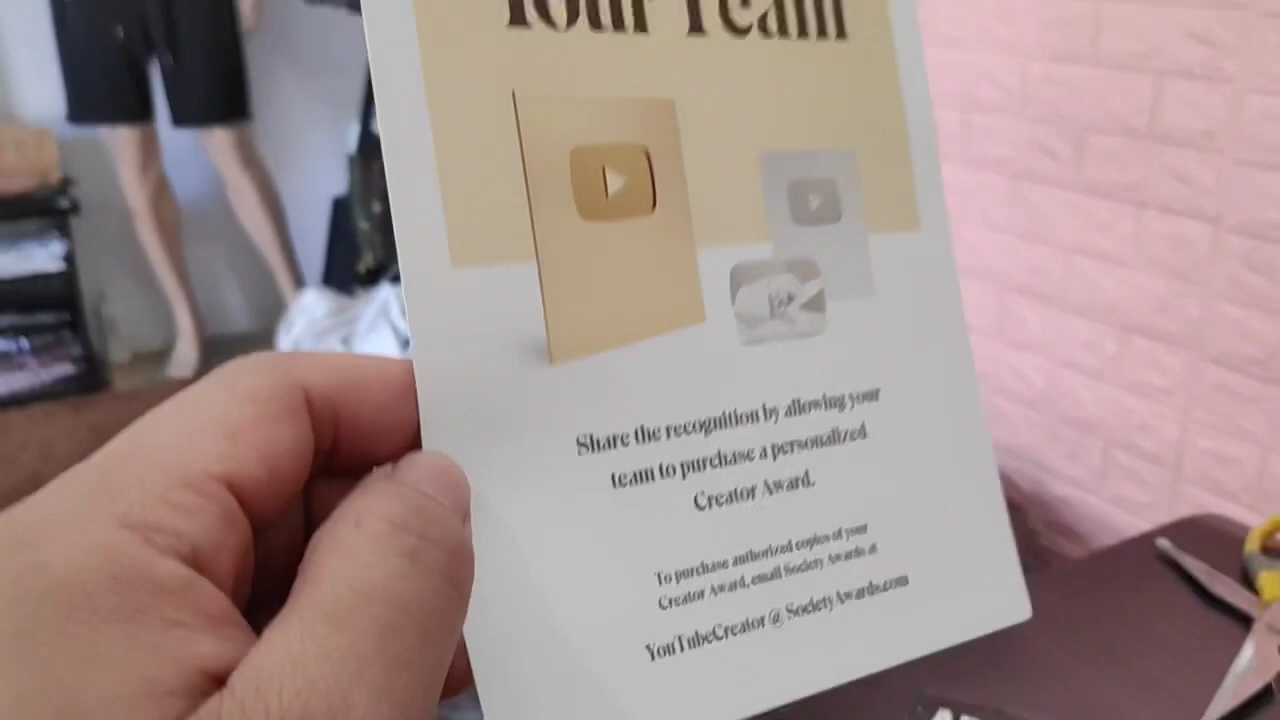 Your Team
Share the recognition by allowing your
team to purchase a personalized
Creator Award.
To purchase authorized copies of your
Creator Award, email Society Awards at
YouTubeCreator @ SocietyAwards.com